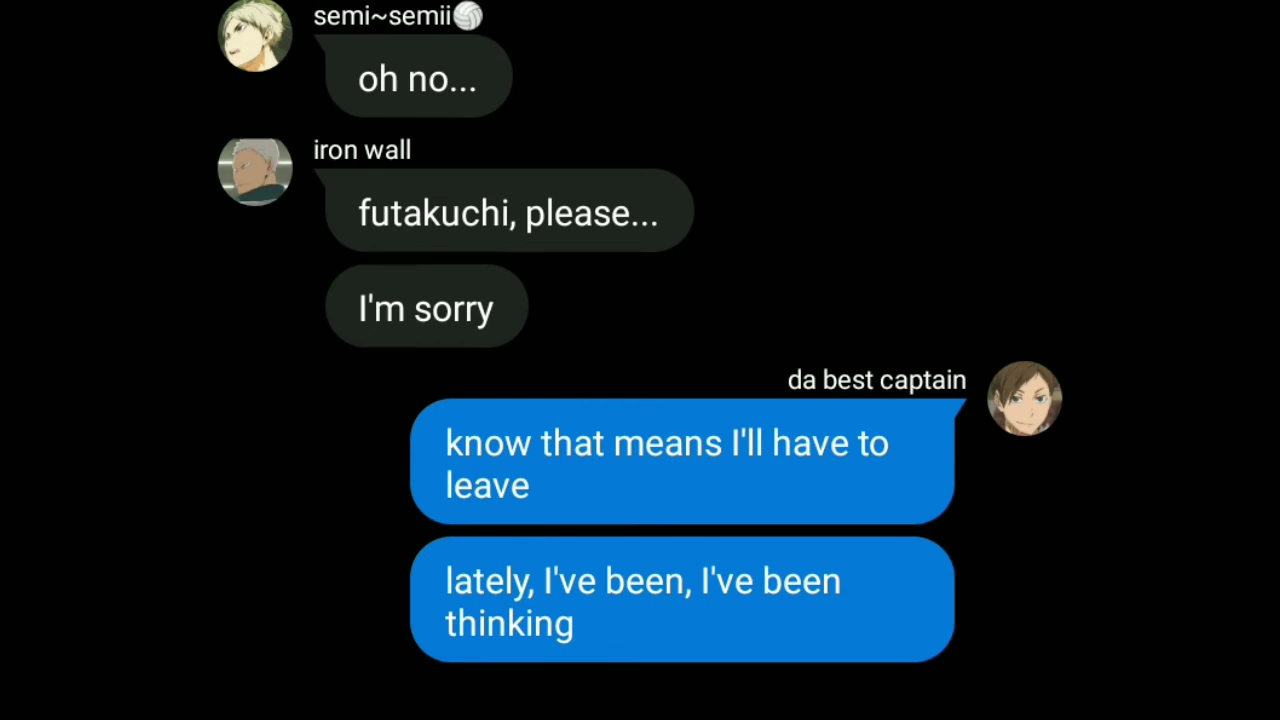 semi~semii🏐
oh no...
iron wall
futakuchi, please...
I'm sorry
da best captain
know that means I'll have to
leave
lately, I've been, I've been
thinking